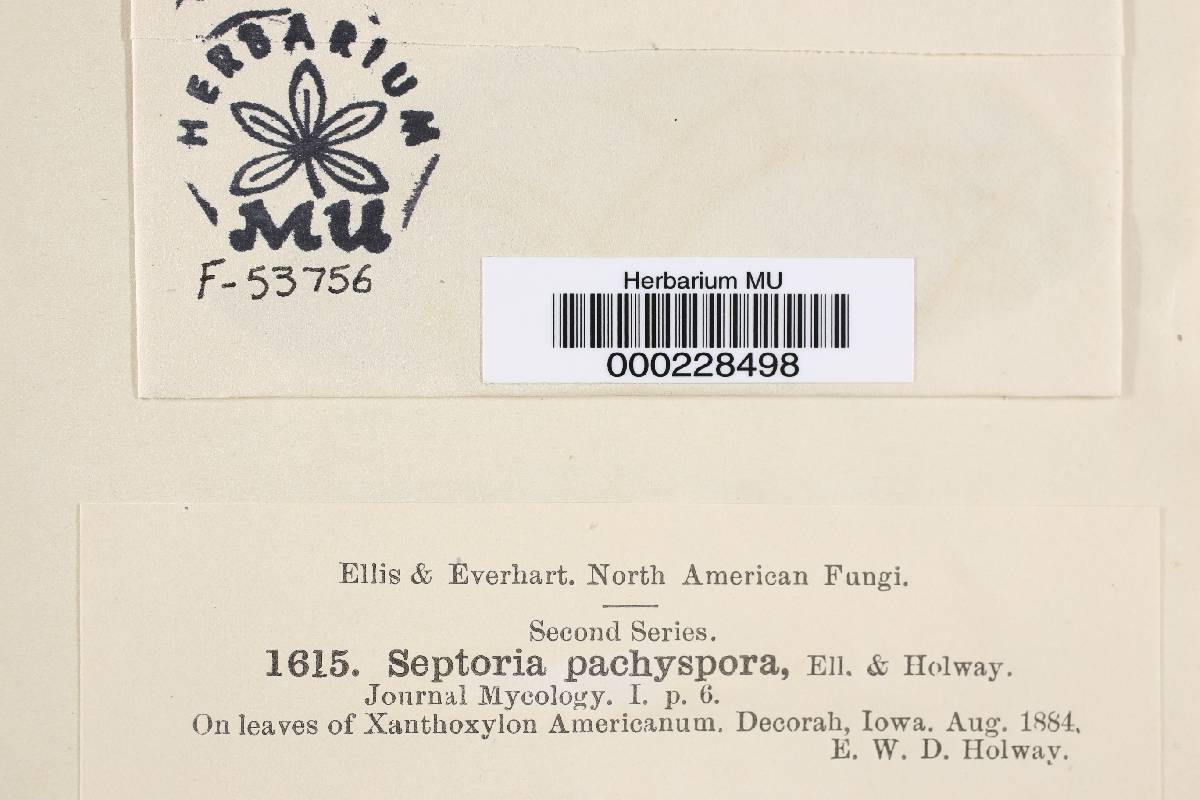 HERBARIUM
MU
F-53756
Herbarium MU
000228498
Ellis & Everhart. North American Fungi.
Second Series.
1615. Septoria pachyspora, Ell. & Holway.
Journal Mycology. I. p. 6.
On leaves of Xanthoxylon Americanum. Decorah, Iowa. Aug. 1884,
E. W. D. Holway.